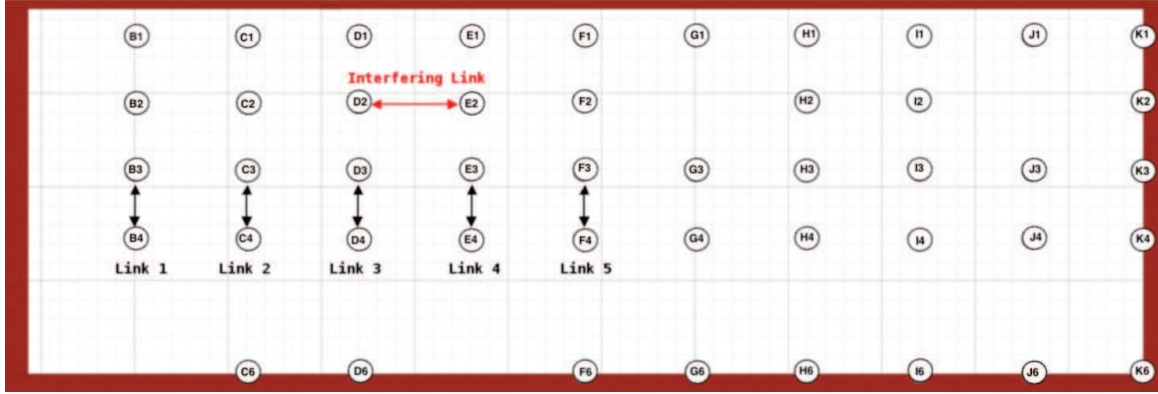 B1 C1 D1 E1 F1 G1 H1 I1 J1 K1
Interfering Link
B2 C2 D2 E2 F2 H2 I2 K2
B3 C3 D3 E3 F3 G3 H3 I3 J3 K3
B4 C4 D4 E4 F4 G4 H4 I4 J4 K4
Link 1 Link 2 Link 3 Link 4 Link 5
C6 D6 F6 G6 H6 I6 J6 K6